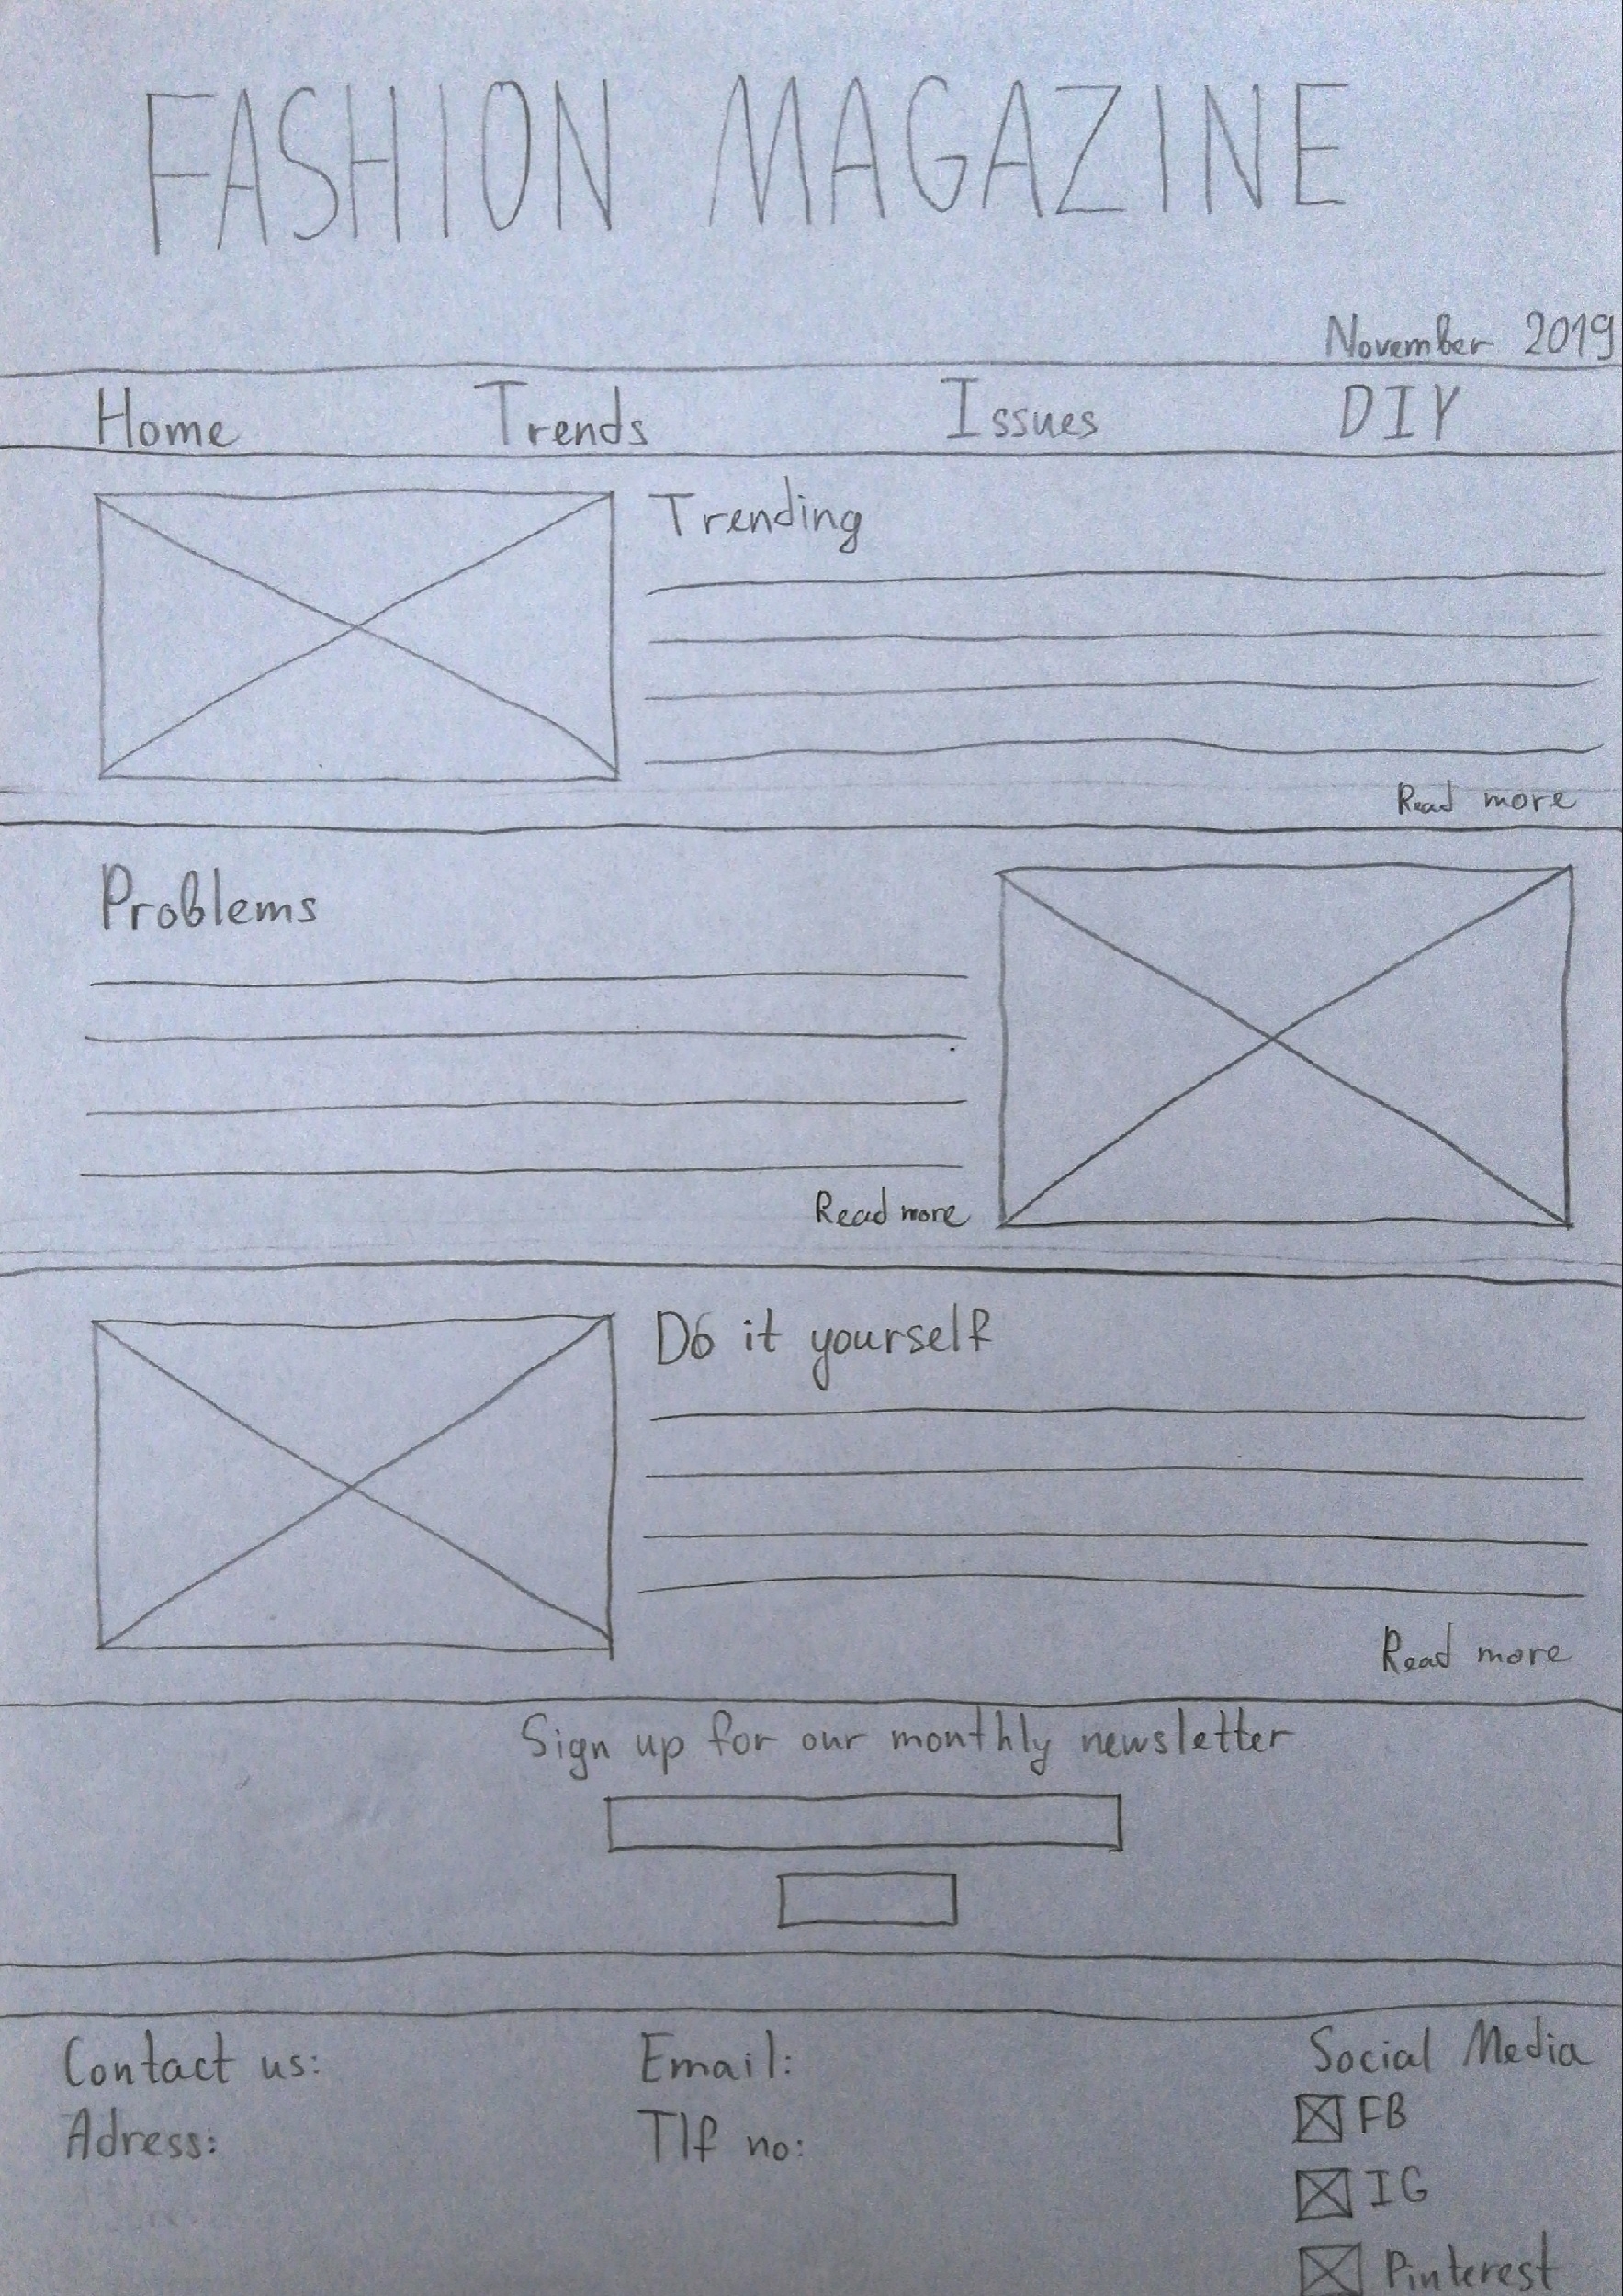 FASHION MAGAZINE
November 2019
Home Trends Issues DIY
Trending
Read more
Problems
Read more
Do it yourself
Read more
Sign up for our monthly newsletter
Contact us: Email: Social Media
Adress: Tlf no: FB
IG
Pinterest